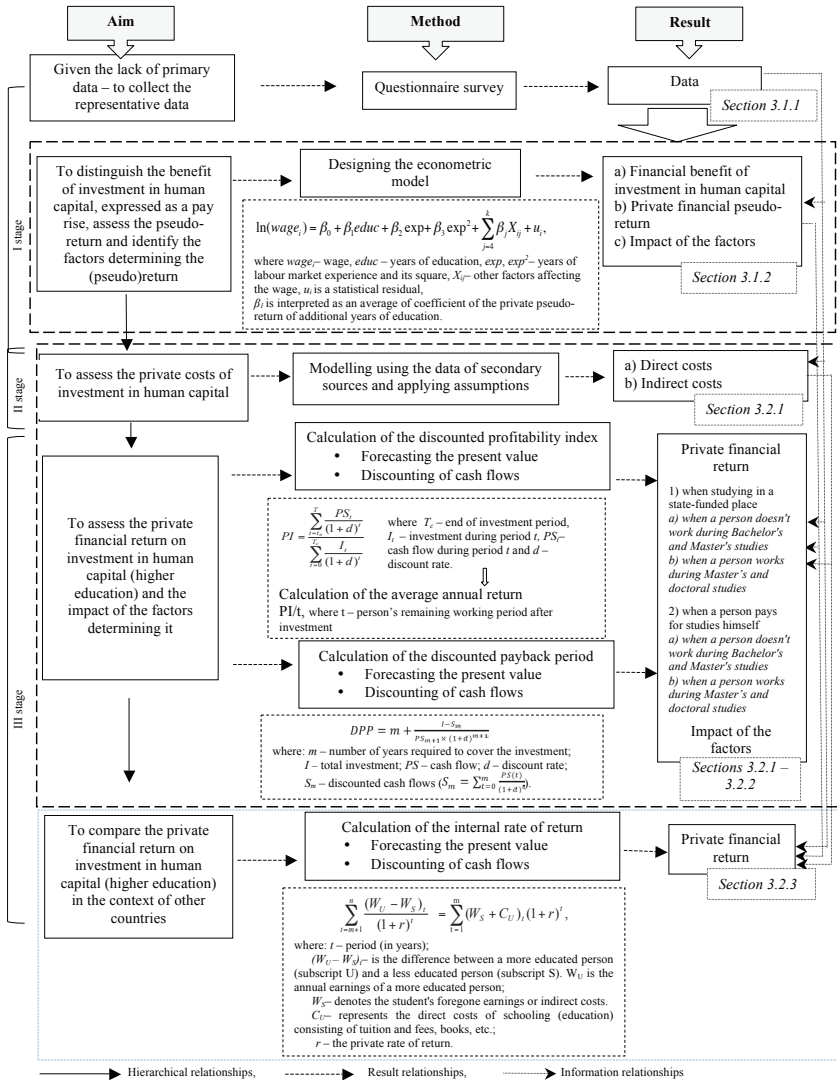 Aim
Method
Result
Given the lack of primary
data – to collect the
representative data
Questionnaire survey
Data
Section 3.1.1
I stage
To distinguish the benefit
of investment in human
capital, expressed as a pay
rise, assess the pseudo-
return and identify the
factors determining the
(pseudo)return
Designing the econometric
model
ln(wage_i) = β_0 + β_1educ + β_2 exp + β_3 exp^2 + ∑_{j=4}^{k} β_j X_{ij} + u_i,
where wage_i– wage, educ – years of education, exp, exp^2 – years of
labour market experience and its square, X_{ij}– other factors affecting
the wage, u_i is a statistical residual,
β_1 is interpreted as an average of coefficient of the private pseudo-
return of additional years of education.
a) Financial benefit of
investment in human capital
b) Private financial pseudo-
return
c) Impact of the factors
Section 3.1.2
II stage
To assess the private costs of
investment in human capital
Modelling using the data of secondary
sources and applying assumptions
a) Direct costs
b) Indirect costs
Section 3.2.1
III stage
To assess the private
financial return on
investment in human
capital (higher
education) and the
impact of the factors
determining it
Calculation of the discounted profitability index
• Forecasting the present value
• Discounting of cash flows
where T_e – end of investment period,
I_t – investment during period t, PS_t–
cash flow during period t and d –
discount rate.
Calculation of the average annual return
PI/t, where t – person's remaining working period after
investment
Calculation of the discounted payback period
• Forecasting the present value
• Discounting of cash flows
DPP = m + (I−S_m)/(PS_{m+1} × (1+d)^{m+1})
where: m – number of years required to cover the investment;
I – total investment; PS – cash flow; d – discount rate;
S_m – discounted cash flows (S_m = ∑_{t=0}^{m} PS(t)/(1+d)^t).
Private financial
return
1) when studying in a
state-funded place
a) when a person doesn't
work during Bachelor's
and Master's studies
b) when a person works
during Master's and
doctoral studies
2) when a person pays
for studies himself
a) when a person doesn't
work during Bachelor's
and Master's studies
b) when a person works
during Master's and
doctoral studies
Impact of the
factors
Sections 3.2.1 –
3.2.2
To compare the private
financial return on
investment in human
capital (higher education)
in the context of other
countries
Calculation of the internal rate of return
• Forecasting the present value
• Discounting of cash flows
∑_{t=m+1}^{n} (W_U − W_S)_t/(1+r)^t = ∑_{t=1}^{m} (W_S + C_U)_t (1+r)^t,
where: t – period (in years);
(W_U – W_S)_t– is the difference between a more educated person
(subscript U) and a less educated person (subscript S). W_U is the
annual earnings of a more educated person;
W_S– denotes the student's foregone earnings or indirect costs.
C_U– represents the direct costs of schooling (education)
consisting of tuition and fees, books, etc.;
r – the private rate of return.
Private financial
return
Section 3.2.3
Hierarchical relationships,
Result relationships,
Information relationships